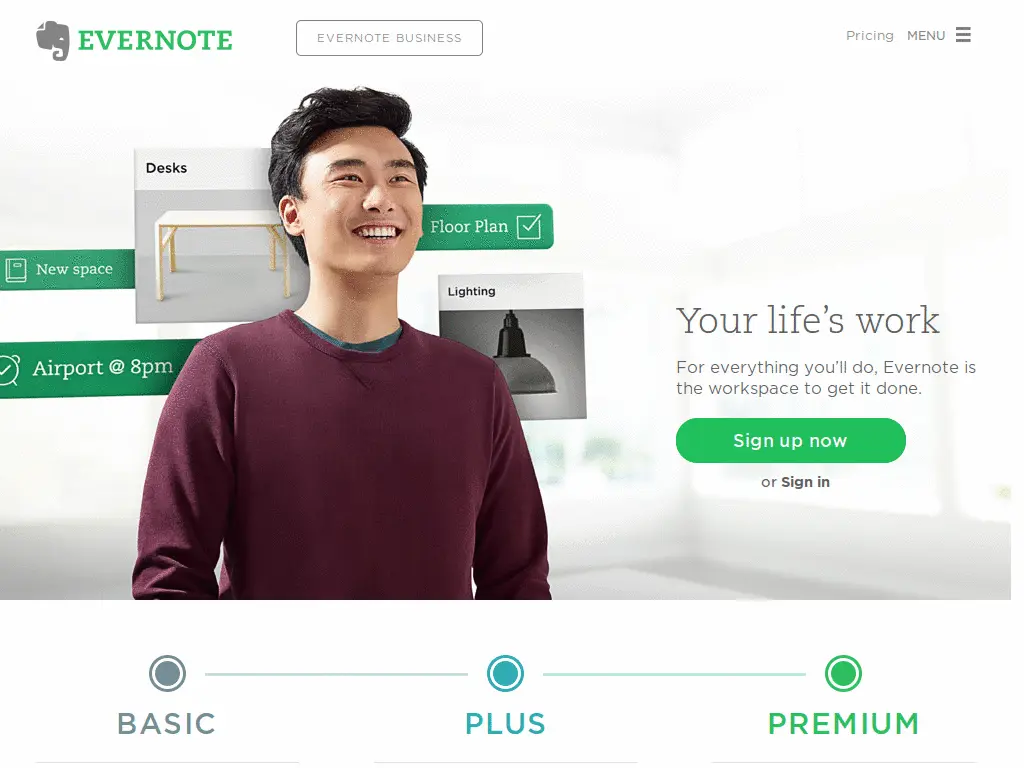 EVERNOTE
EVERNOTE BUSINESS
Pricing
MENU
Desks
Floor Plan
New space
Lighting
Airport @ 8pm
Your life's work
For everything you'll do, Evernote is
the workspace to get it done.
Sign up now
or Sign in
BASIC
PLUS
PREMIUM